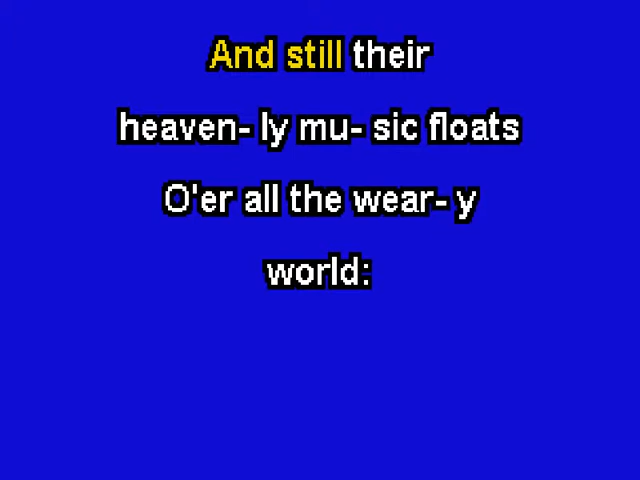 And still their
heaven- ly mu- sic floats
O'er all the wear- y
world: